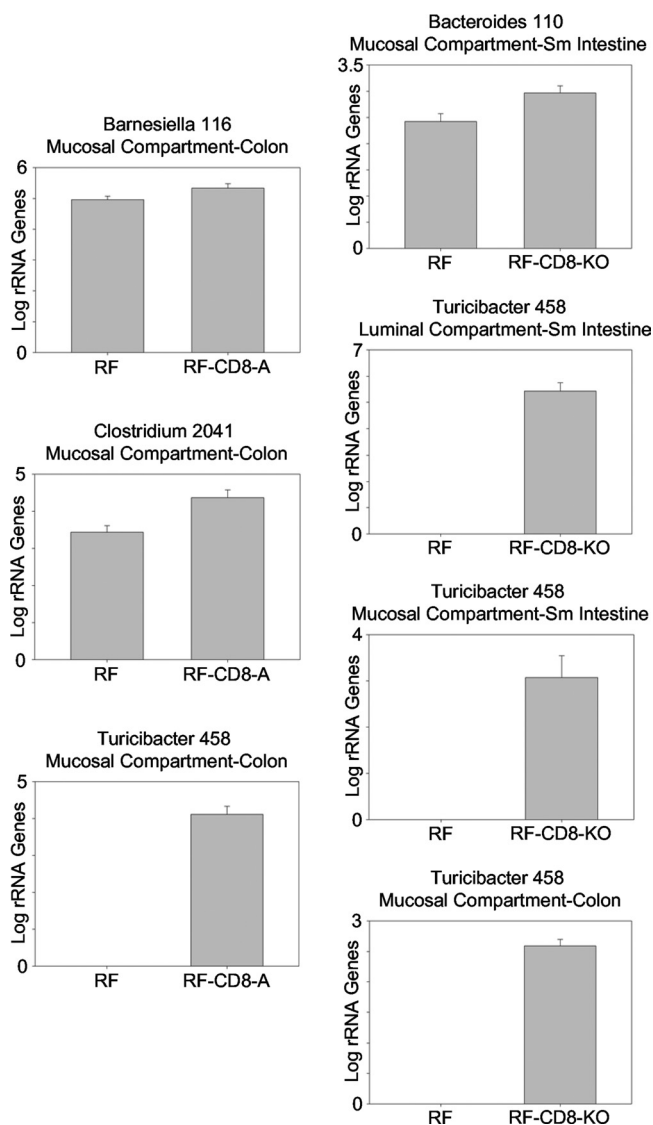 Barnesiella 116
Mucosal Compartment-Colon
6
Log rRNA Genes
0
RF
RF-CD8-A
Clostridium 2041
Mucosal Compartment-Colon
5
Log rRNA Genes
0
RF
RF-CD8-A
Turicibacter 458
Mucosal Compartment-Colon
5
Log rRNA Genes
0
RF
RF-CD8-A
Bacteroides 110
Mucosal Compartment-Sm Intestine
3.5
Log rRNA Genes
0
RF
RF-CD8-KO
Turicibacter 458
Luminal Compartment-Sm Intestine
7
Log rRNA Genes
0
RF
RF-CD8-KO
Turicibacter 458
Mucosal Compartment-Sm Intestine
4
Log rRNA Genes
0
RF
RF-CD8-KO
Turicibacter 458
Mucosal Compartment-Colon
3
Log rRNA Genes
0
RF
RF-CD8-KO